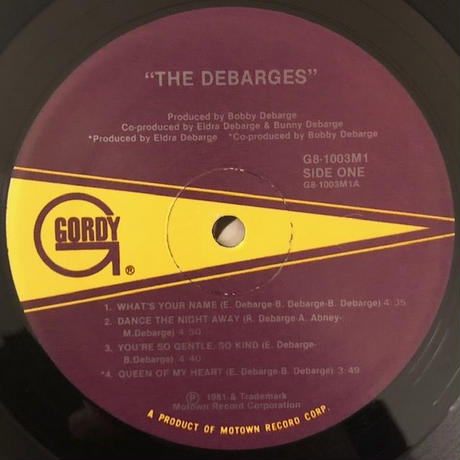 "THE DEBARGES"
Produced by Bobby Debarge
Co-produced by Eldra Debarge & Bunny Debarge
*Produced by Eldra Debarge *Co-produced by Bobby Debarge
G8-1003M1
SIDE ONE
G8-1003M1A
GORDY
®
1. WHAT'S YOUR NAME (E. Debarge-B. Debarge-B. Debarge) 4:35
2. DANCE THE NIGHT AWAY (R. Debarge-A. Abney-
M.Debarge) 4:50
3. YOU'RE SO GENTLE, SO KIND (E. Debarge-
B.Debarge) 4:40
*4. QUEEN OF MY HEART (E. Debarge-B. Debarge) 3:49
℗ 1981 & Trademark
Motown Record Corporation
A PRODUCT OF MOTOWN RECORD CORP.